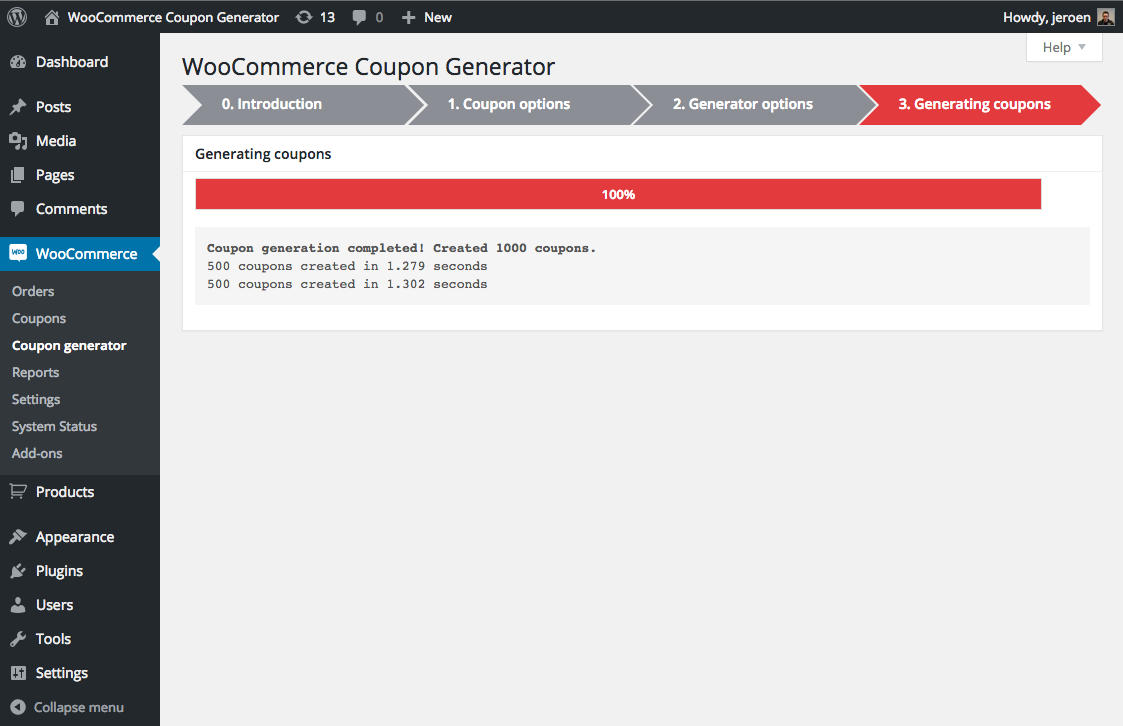 WooCommerce Coupon Generator 13 0 New Howdy, jeroen
Help
Dashboard
Posts
Media
Pages
Comments
WOO WooCommerce
Orders
Coupons
Coupon generator
Reports
Settings
System Status
Add-ons
Products
Appearance
Plugins
Users
Tools
Settings
Collapse menu
WooCommerce Coupon Generator
0. Introduction 1. Coupon options 2. Generator options 3. Generating coupons
Generating coupons
100%
Coupon generation completed! Created 1000 coupons.
500 coupons created in 1.279 seconds
500 coupons created in 1.302 seconds